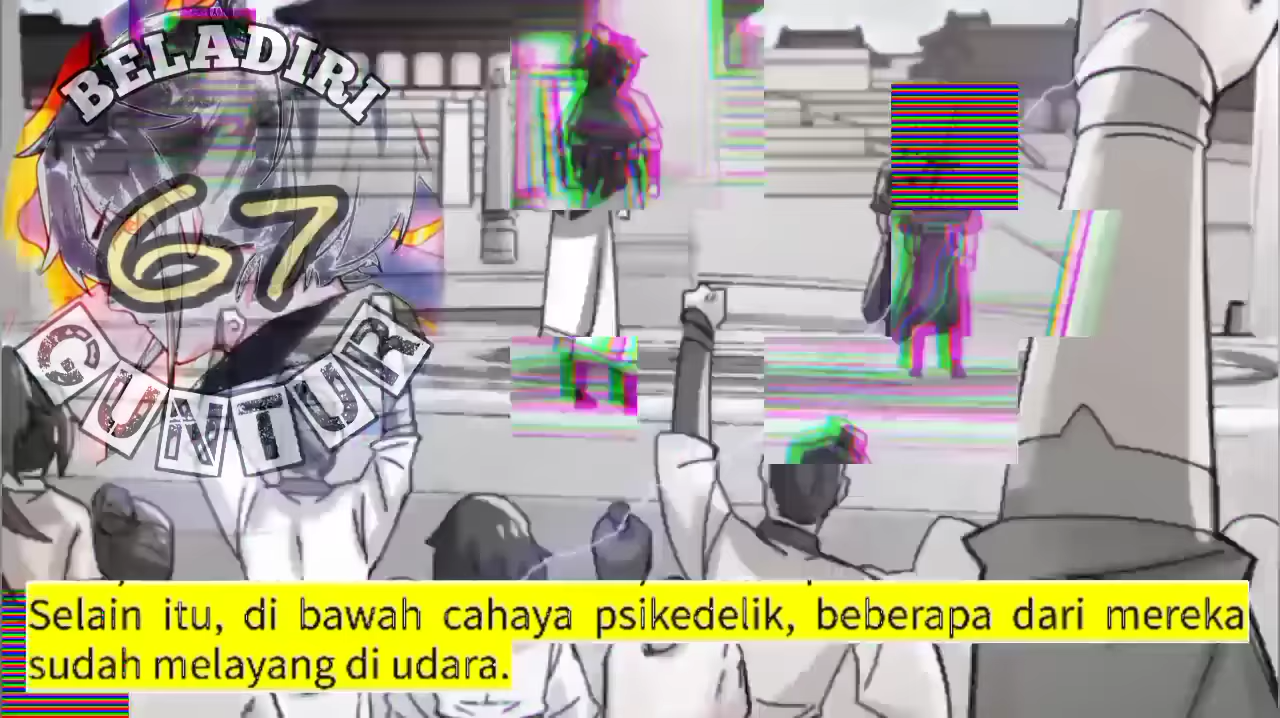 BELADIRI
67
GUNTUR
Selain itu, di bawah cahaya psikedelik, beberapa dari mereka
sudah melayang di udara.